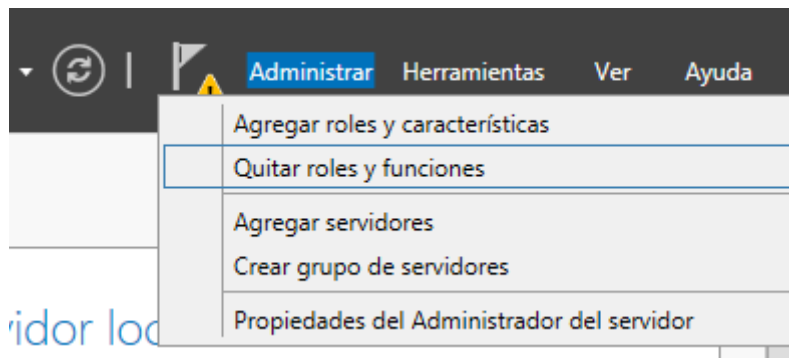 Administrar Herramientas Ver Ayuda
Agregar roles y características
Quitar roles y funciones
Agregar servidores
Crear grupo de servidores
Propiedades del Administrador del servidor